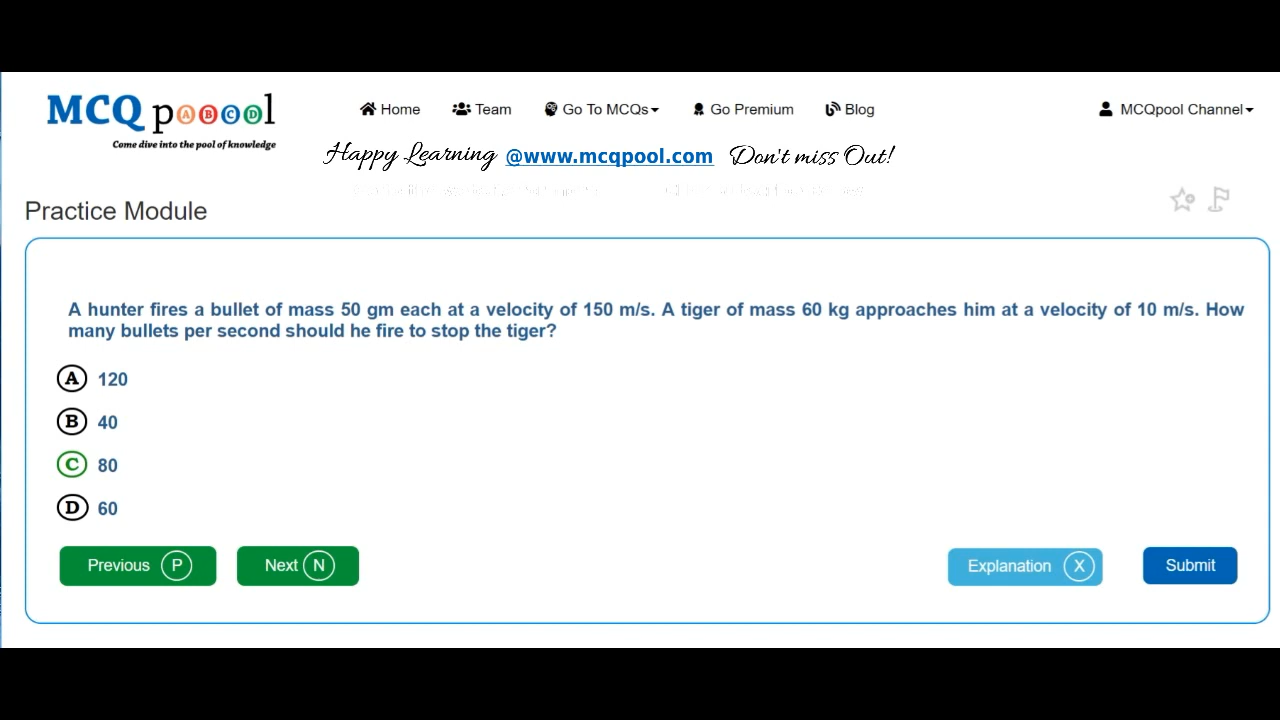 MCQ pABCDl
Come dive into the pool of knowledge
Home Team Go To MCQs Go Premium Blog MCQpool Channel
Happy Learning @www.mcqpool.com Don't miss Out!
Practice Module
A hunter fires a bullet of mass 50 gm each at a velocity of 150 m/s. A tiger of mass 60 kg approaches him at a velocity of 10 m/s. How
many bullets per second should he fire to stop the tiger?
A 120
B 40
C 80
D 60
Previous P Next N Explanation X Submit